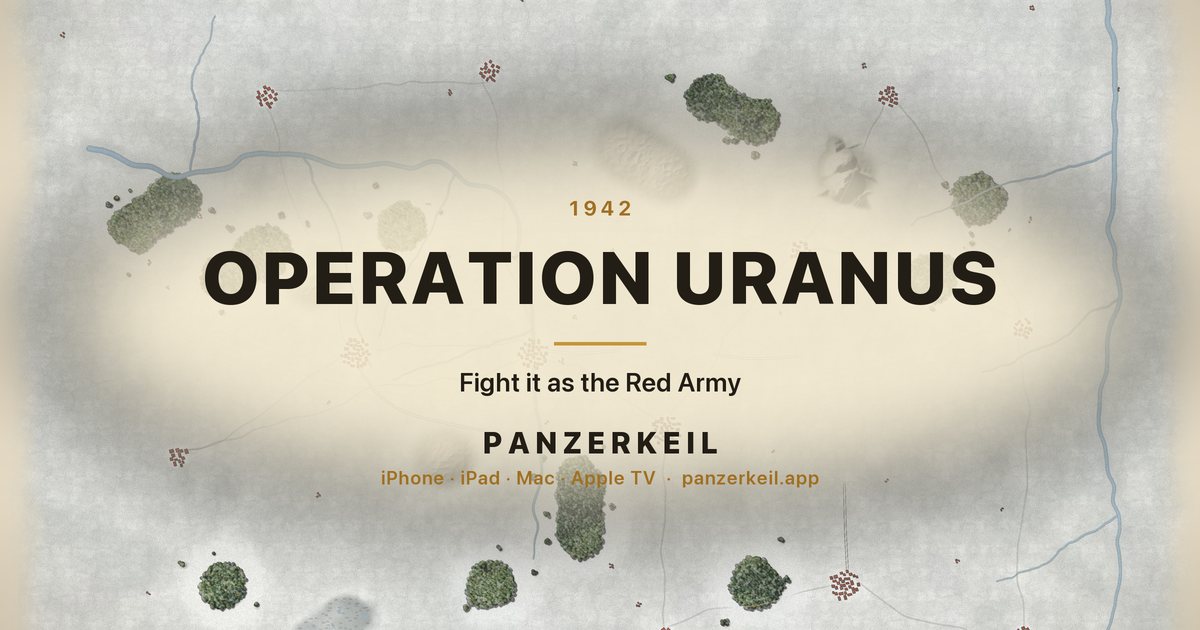 1942
OPERATION URANUS
Fight it as the Red Army
PANZERKEIL
iPhone · iPad · Mac · Apple TV · panzerkeil.app